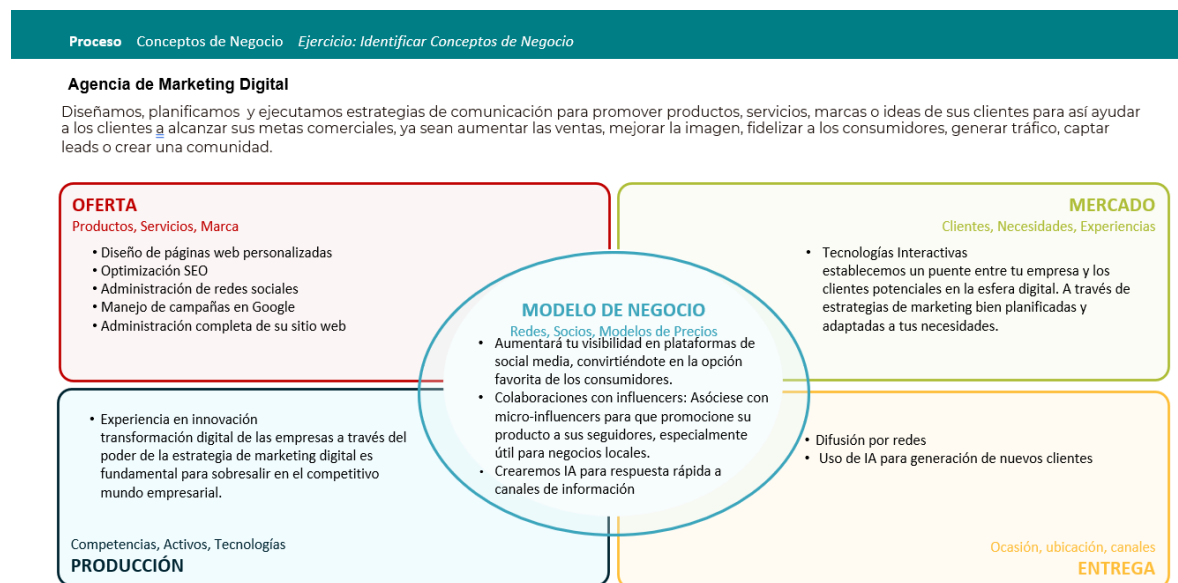 Proceso Conceptos de Negocio Ejercicio: Identificar Conceptos de Negocio
Agencia de Marketing Digital
Diseñamos, planificamos y ejecutamos estrategias de comunicación para promover productos, servicios, marcas o ideas de sus clientes para así ayudar
a los clientes a alcanzar sus metas comerciales, ya sean aumentar las ventas, mejorar la imagen, fidelizar a los consumidores, generar tráfico, captar
leads o crear una comunidad.
OFERTA
Productos, Servicios, Marca
• Diseño de páginas web personalizadas
• Optimización SEO
• Administración de redes sociales
• Manejo de campañas en Google
• Administración completa de su sitio web
MERCADO
Clientes, Necesidades, Experiencias
• Tecnologías Interactivas
establecemos un puente entre tu empresa y los
clientes potenciales en la esfera digital. A través de
estrategias de marketing bien planificadas y
adaptadas a tus necesidades.
MODELO DE NEGOCIO
Redes, Socios, Modelos de Precios
• Aumentará tu visibilidad en plataformas de
social media, convirtiéndote en la opción
favorita de los consumidores.
• Colaboraciones con influencers: Asóciese con
micro-influencers para que promocione su
producto a sus seguidores, especialmente
útil para negocios locales.
• Crearemos IA para respuesta rápida a
canales de información
• Experiencia en innovación
transformación digital de las empresas a través del
poder de la estrategia de marketing digital es
fundamental para sobresalir en el competitivo
mundo empresarial.
Competencias, Activos, Tecnologías
PRODUCCIÓN
• Difusión por redes
• Uso de IA para generación de nuevos clientes
Ocasión, ubicación, canales
ENTREGA